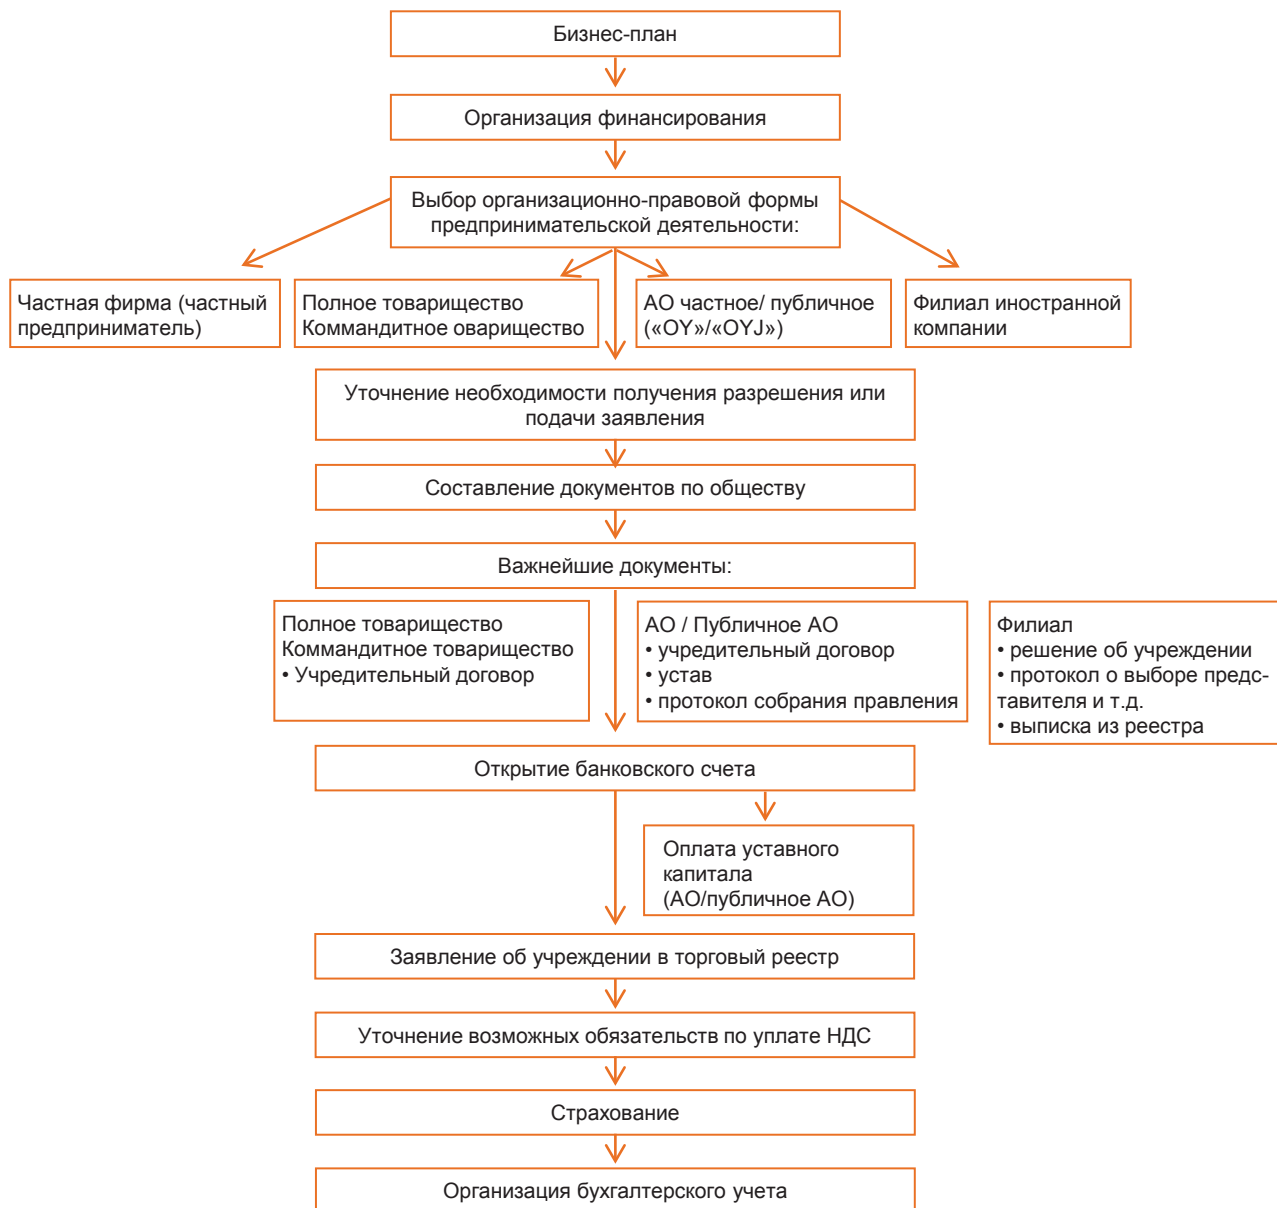 Бизнес-план
Организация финансирования
Выбор организационно-правовой формы
предпринимательской деятельности:
Частная фирма (частный
предприниматель)
Полное товарищество
Коммандитное оварищество
АО частное/ публичное
(«OY»/«OYJ»)
Филиал иностранной
компании
Уточнение необходимости получения разрешения или
подачи заявления
Составление документов по обществу
Важнейшие документы:
Полное товарищество
Коммандитное товарищество
• Учредительный договор
АО / Публичное АО
• учредительный договор
• устав
• протокол собрания правления
Филиал
• решение об учреждении
• протокол о выборе предс-
тавителя и т.д.
• выписка из реестра
Открытие банковского счета
Оплата уставного
капитала
(АО/публичное АО)
Заявление об учреждении в торговый реестр
Уточнение возможных обязательств по уплате НДС
Страхование
Организация бухгалтерского учета